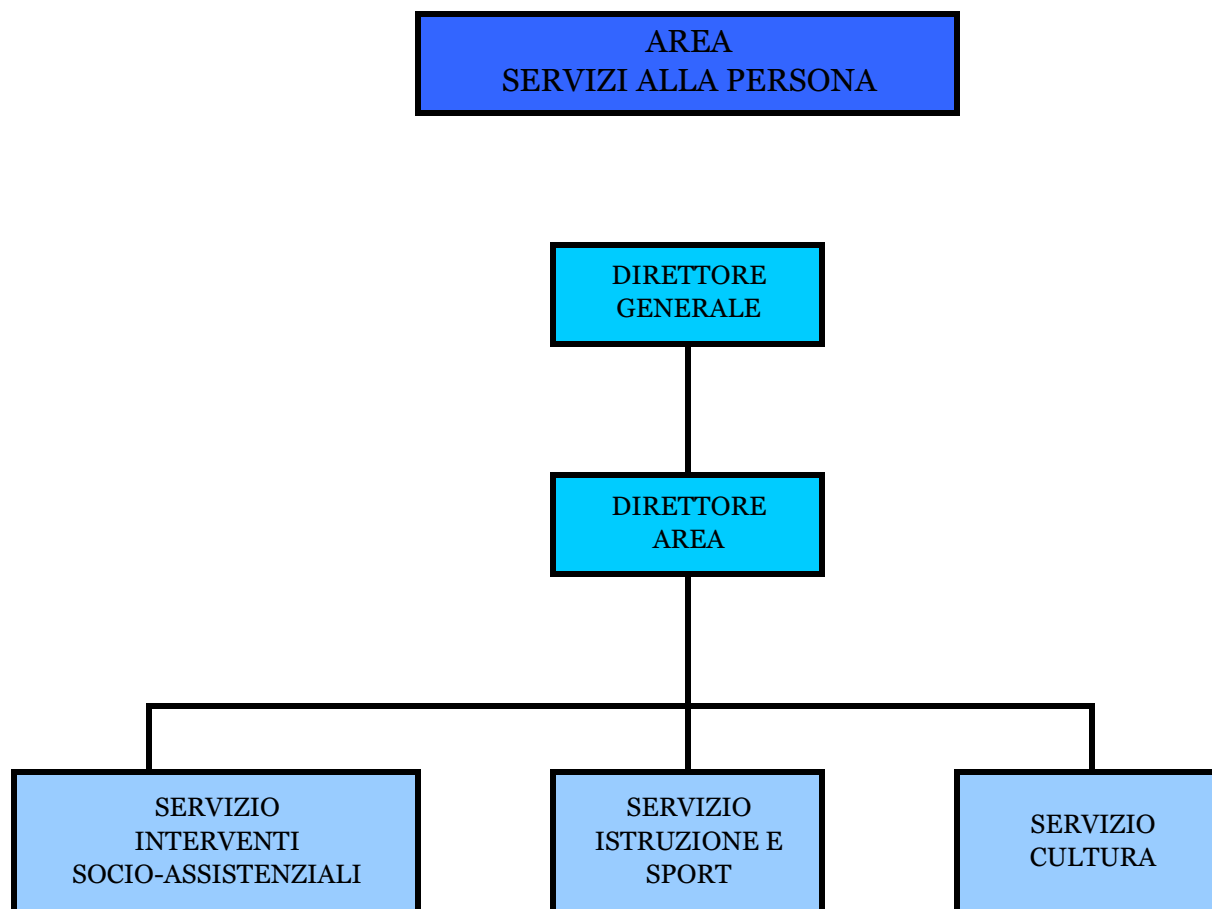 AREA
SERVIZI ALLA PERSONA
DIRETTORE
GENERALE
DIRETTORE
AREA
SERVIZIO
INTERVENTI
SOCIO-ASSISTENZIALI
SERVIZIO
ISTRUZIONE E
SPORT
SERVIZIO
CULTURA